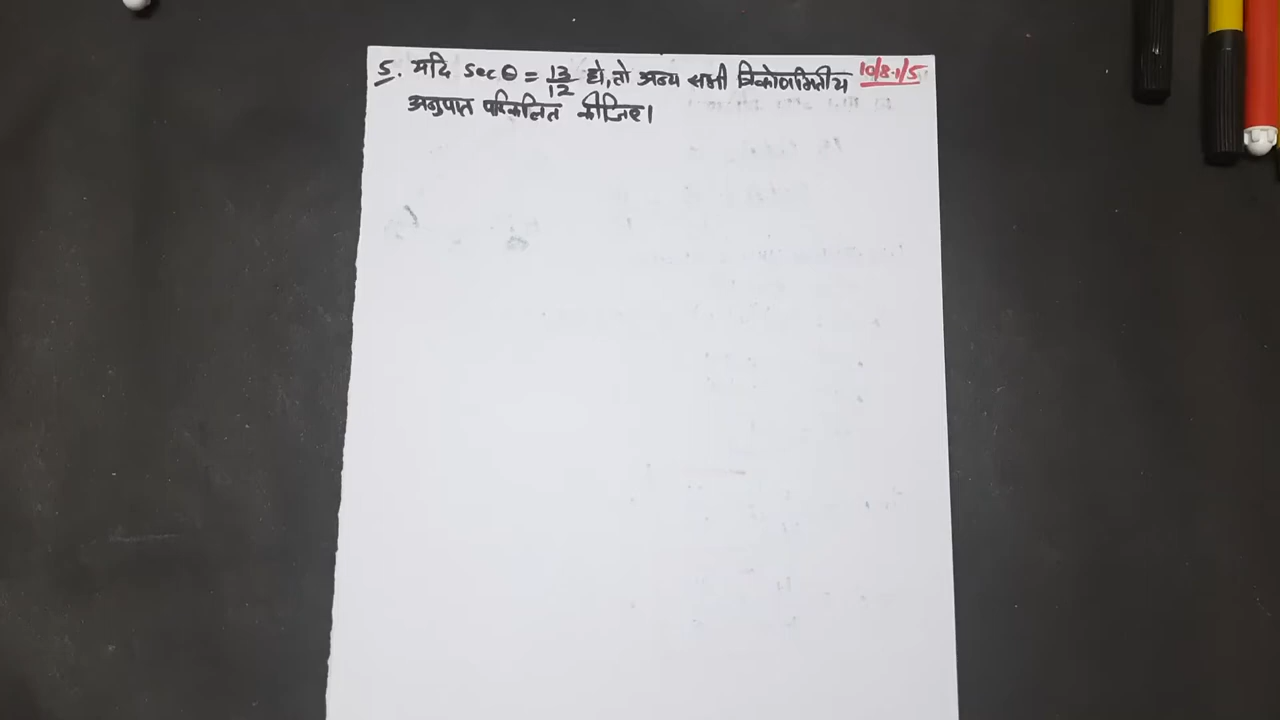 5. यदि Sec θ = 13/12 हो, तो अन्य सभी त्रिकोणमितीय 10/8.1/5
अनुपात परिकलित कीजिए।